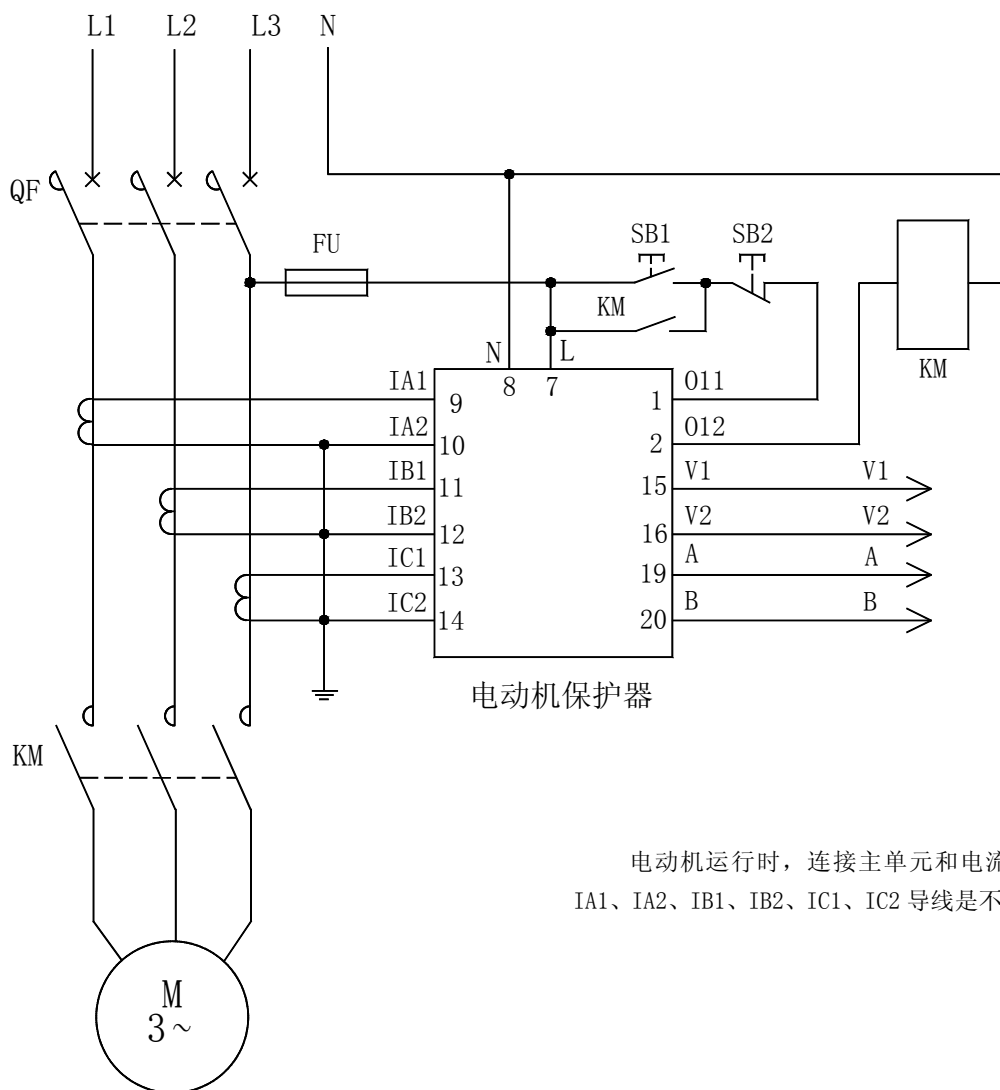 L1 L2 L3 N
QF
FU
SB1 SB2
KM
KM
N L
8 7
IA1 9
IA2 10
IB1 11
IB2 12
IC1 13
IC2 14
1 O11
2 O12
15 V1 V1
16 V2 V2
19 A A
20 B B
电动机保护器
KM
电动机运行时，连接主单元和电流
IA1、IA2、IB1、IB2、IC1、IC2 导线是不
M
3~